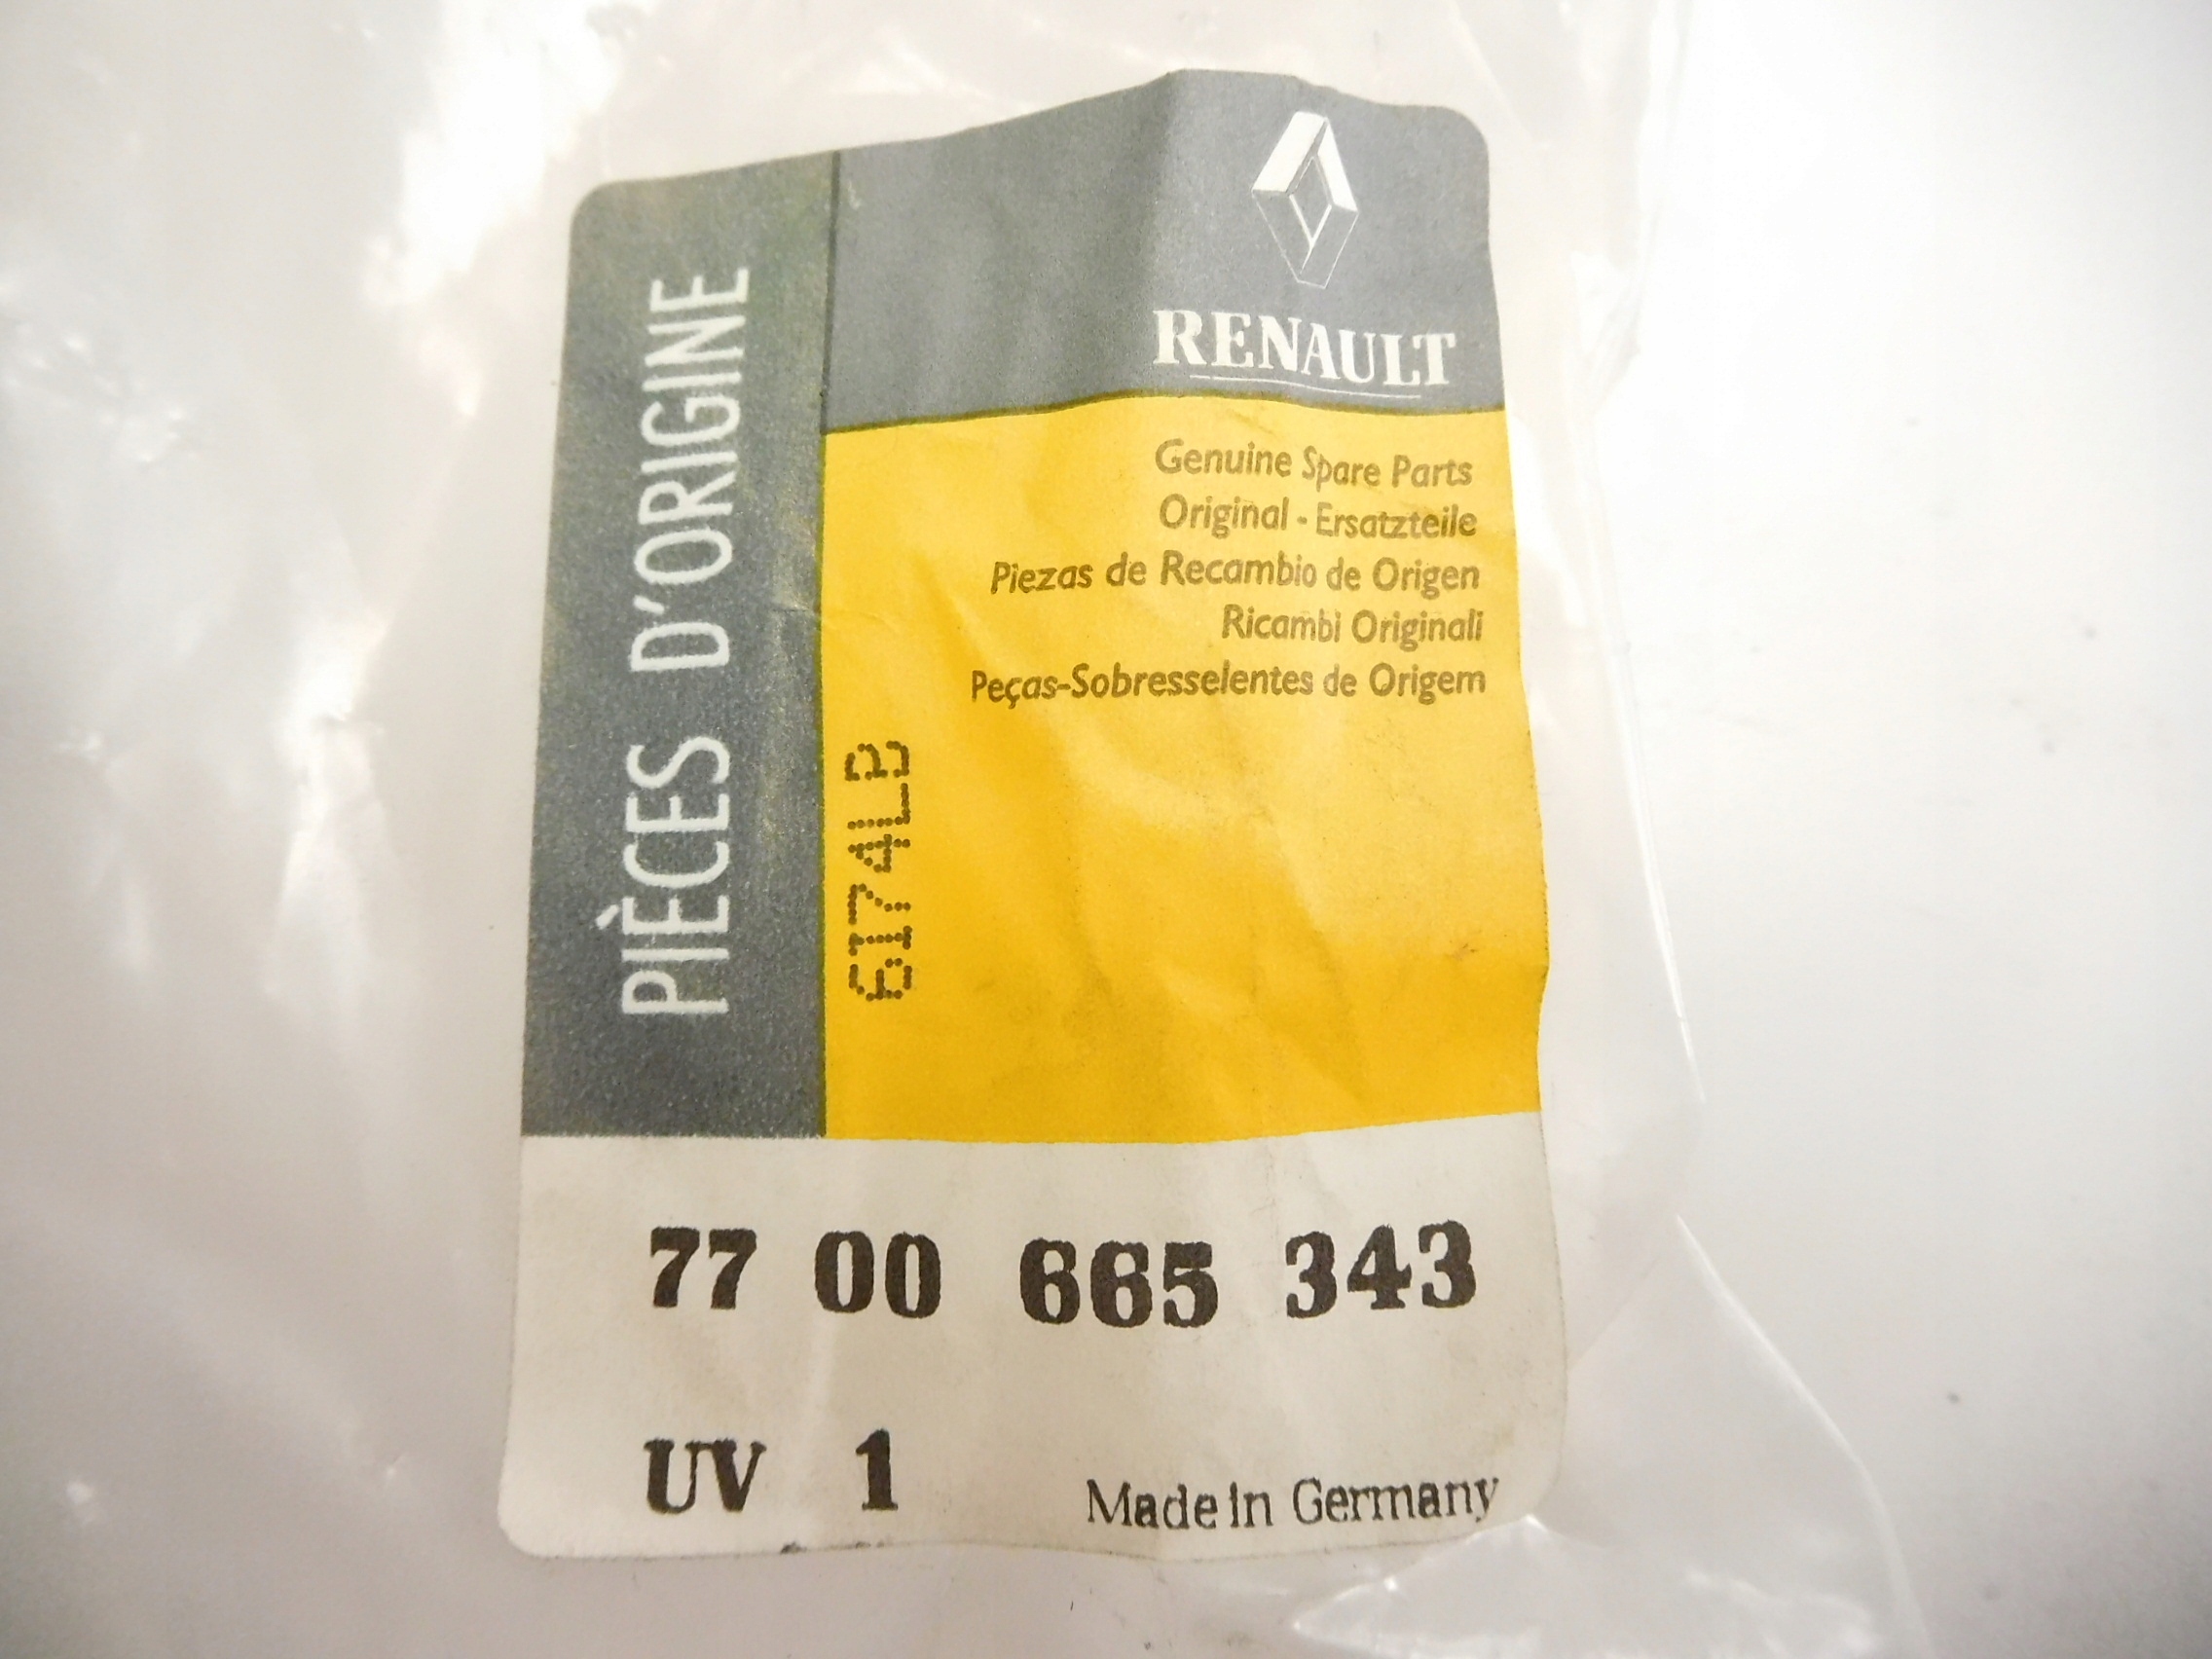 RENAULT
PIÈCES D'ORIGINE
Genuine Spare Parts
Original - Ersatzteile
Piezas de Recambio de Origen
Ricambi Originali
Peças-Sobresselentes de Origem
6174LB
77 00 665 343
UV 1
Made in Germany